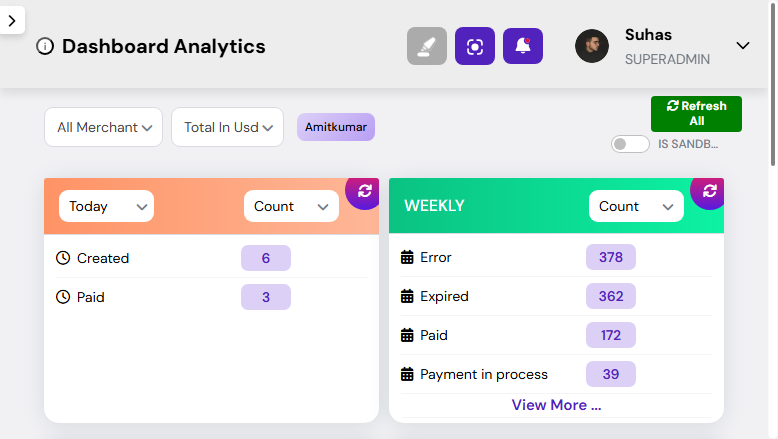 Dashboard Analytics
Suhas
SUPERADMIN
All Merchant
Total In Usd
Amitkumar
Refresh
All
IS SANDB...
Today
Count
Created
6
Paid
3
WEEKLY
Count
Error
378
Expired
362
Paid
172
Payment in process
39
View More ...